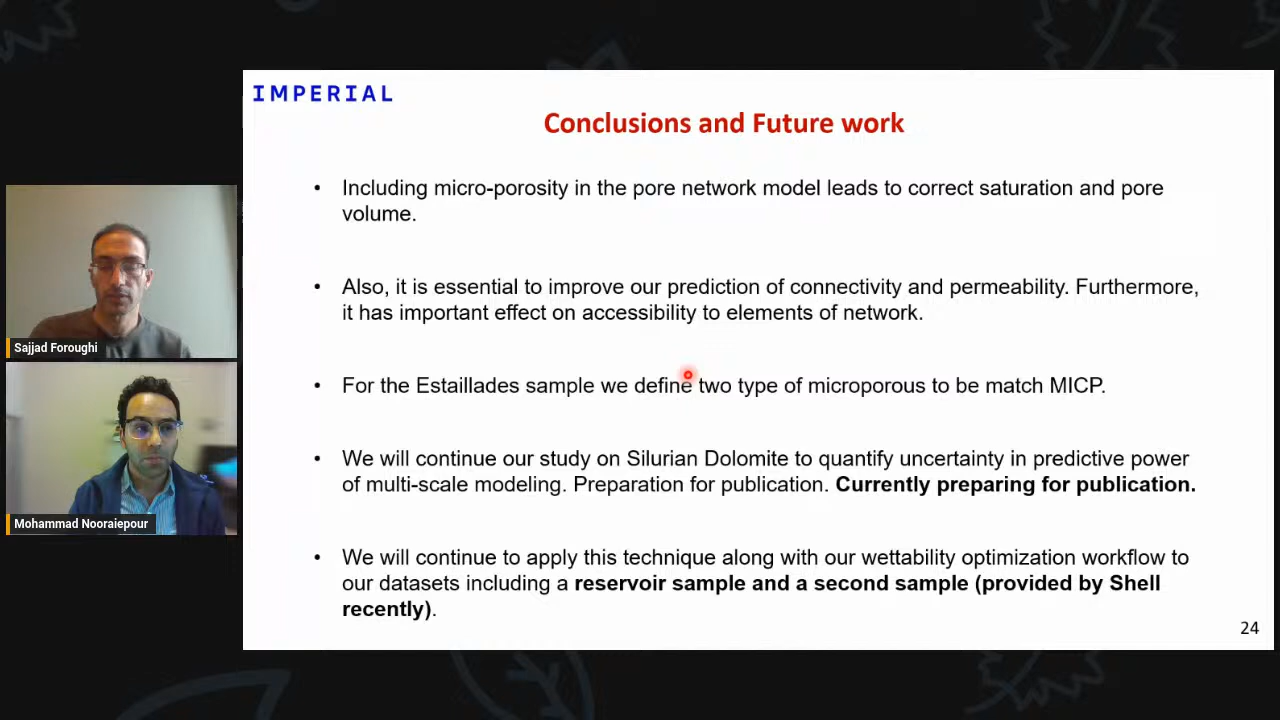 IMPERIAL
Conclusions and Future work
• Including micro-porosity in the pore network model leads to correct saturation and pore
volume.
• Also, it is essential to improve our prediction of connectivity and permeability. Furthermore,
it has important effect on accessibility to elements of network.
• For the Estaillades sample we define two type of microporous to be match MICP.
• We will continue our study on Silurian Dolomite to quantify uncertainty in predictive power
of multi-scale modeling. Preparation for publication. Currently preparing for publication.
• We will continue to apply this technique along with our wettability optimization workflow to
our datasets including a reservoir sample and a second sample (provided by Shell
recently).
24
Sajjad Foroughi
Mohammad Nooraiepour